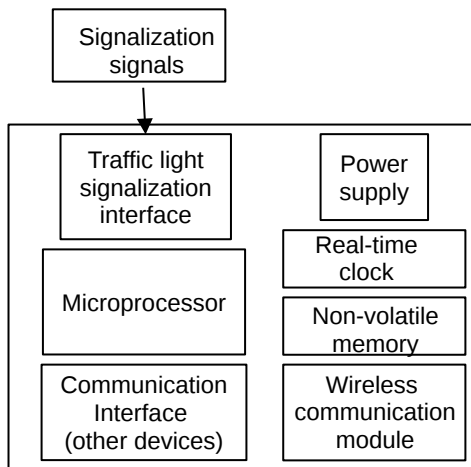 Signalization
signals
Traffic light
signalization
interface
Power
supply
Real-time
clock
Microprocessor
Non-volatile
memory
Communication
Interface
(other devices)
Wireless
communication
module